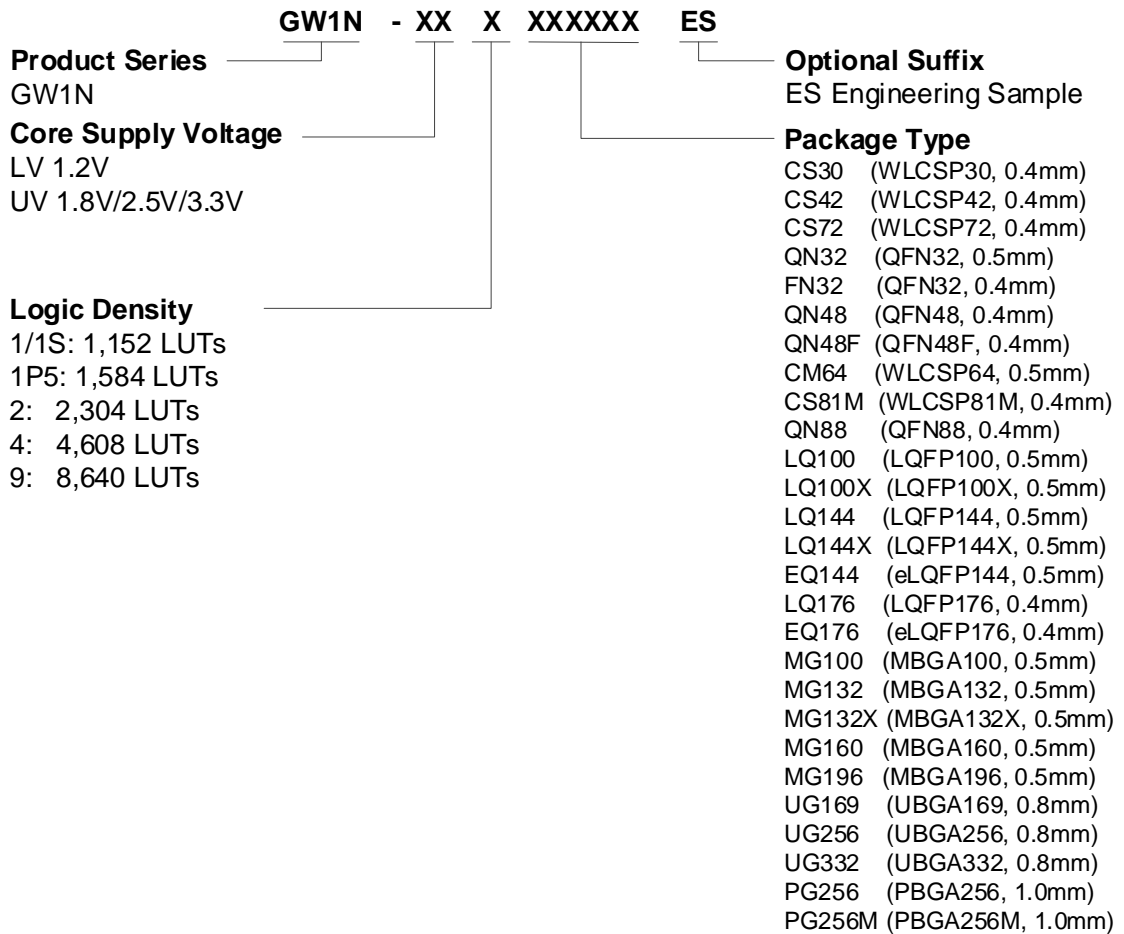 GW1N - XX X XXXXXX ES
Product Series
GW1N
Core Supply Voltage
LV 1.2V
UV 1.8V/2.5V/3.3V
Logic Density
1/1S: 1,152 LUTs
1P5: 1,584 LUTs
2: 2,304 LUTs
4: 4,608 LUTs
9: 8,640 LUTs
Optional Suffix
ES Engineering Sample
Package Type
CS30 (WLCSP30, 0.4mm)
CS42 (WLCSP42, 0.4mm)
CS72 (WLCSP72, 0.4mm)
QN32 (QFN32, 0.5mm)
FN32 (QFN32, 0.4mm)
QN48 (QFN48, 0.4mm)
QN48F (QFN48F, 0.4mm)
CM64 (WLCSP64, 0.5mm)
CS81M (WLCSP81M, 0.4mm)
QN88 (QFN88, 0.4mm)
LQ100 (LQFP100, 0.5mm)
LQ100X (LQFP100X, 0.5mm)
LQ144 (LQFP144, 0.5mm)
LQ144X (LQFP144X, 0.5mm)
EQ144 (eLQFP144, 0.5mm)
LQ176 (LQFP176, 0.4mm)
EQ176 (eLQFP176, 0.4mm)
MG100 (MBGA100, 0.5mm)
MG132 (MBGA132, 0.5mm)
MG132X (MBGA132X, 0.5mm)
MG160 (MBGA160, 0.5mm)
MG196 (MBGA196, 0.5mm)
UG169 (UBGA169, 0.8mm)
UG256 (UBGA256, 0.8mm)
UG332 (UBGA332, 0.8mm)
PG256 (PBGA256, 1.0mm)
PG256M (PBGA256M, 1.0mm)